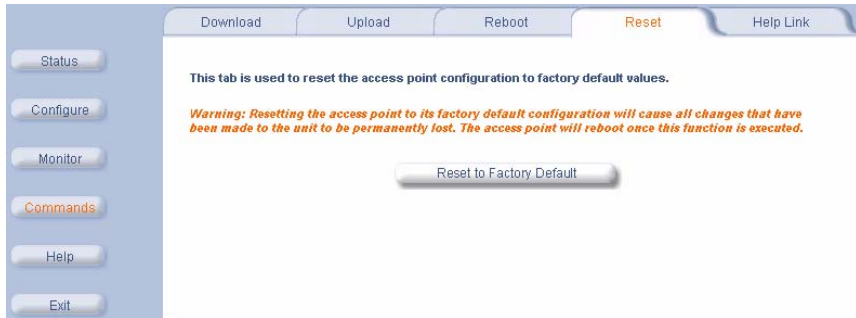 Download Upload Reboot Reset Help Link
Status
This tab is used to reset the access point configuration to factory default values.
Configure
Warning: Resetting the access point to its factory default configuration will cause all changes that have
been made to the unit to be permanently lost. The access point will reboot once this function is executed.
Monitor
Reset to Factory Default
Commands
Help
Exit